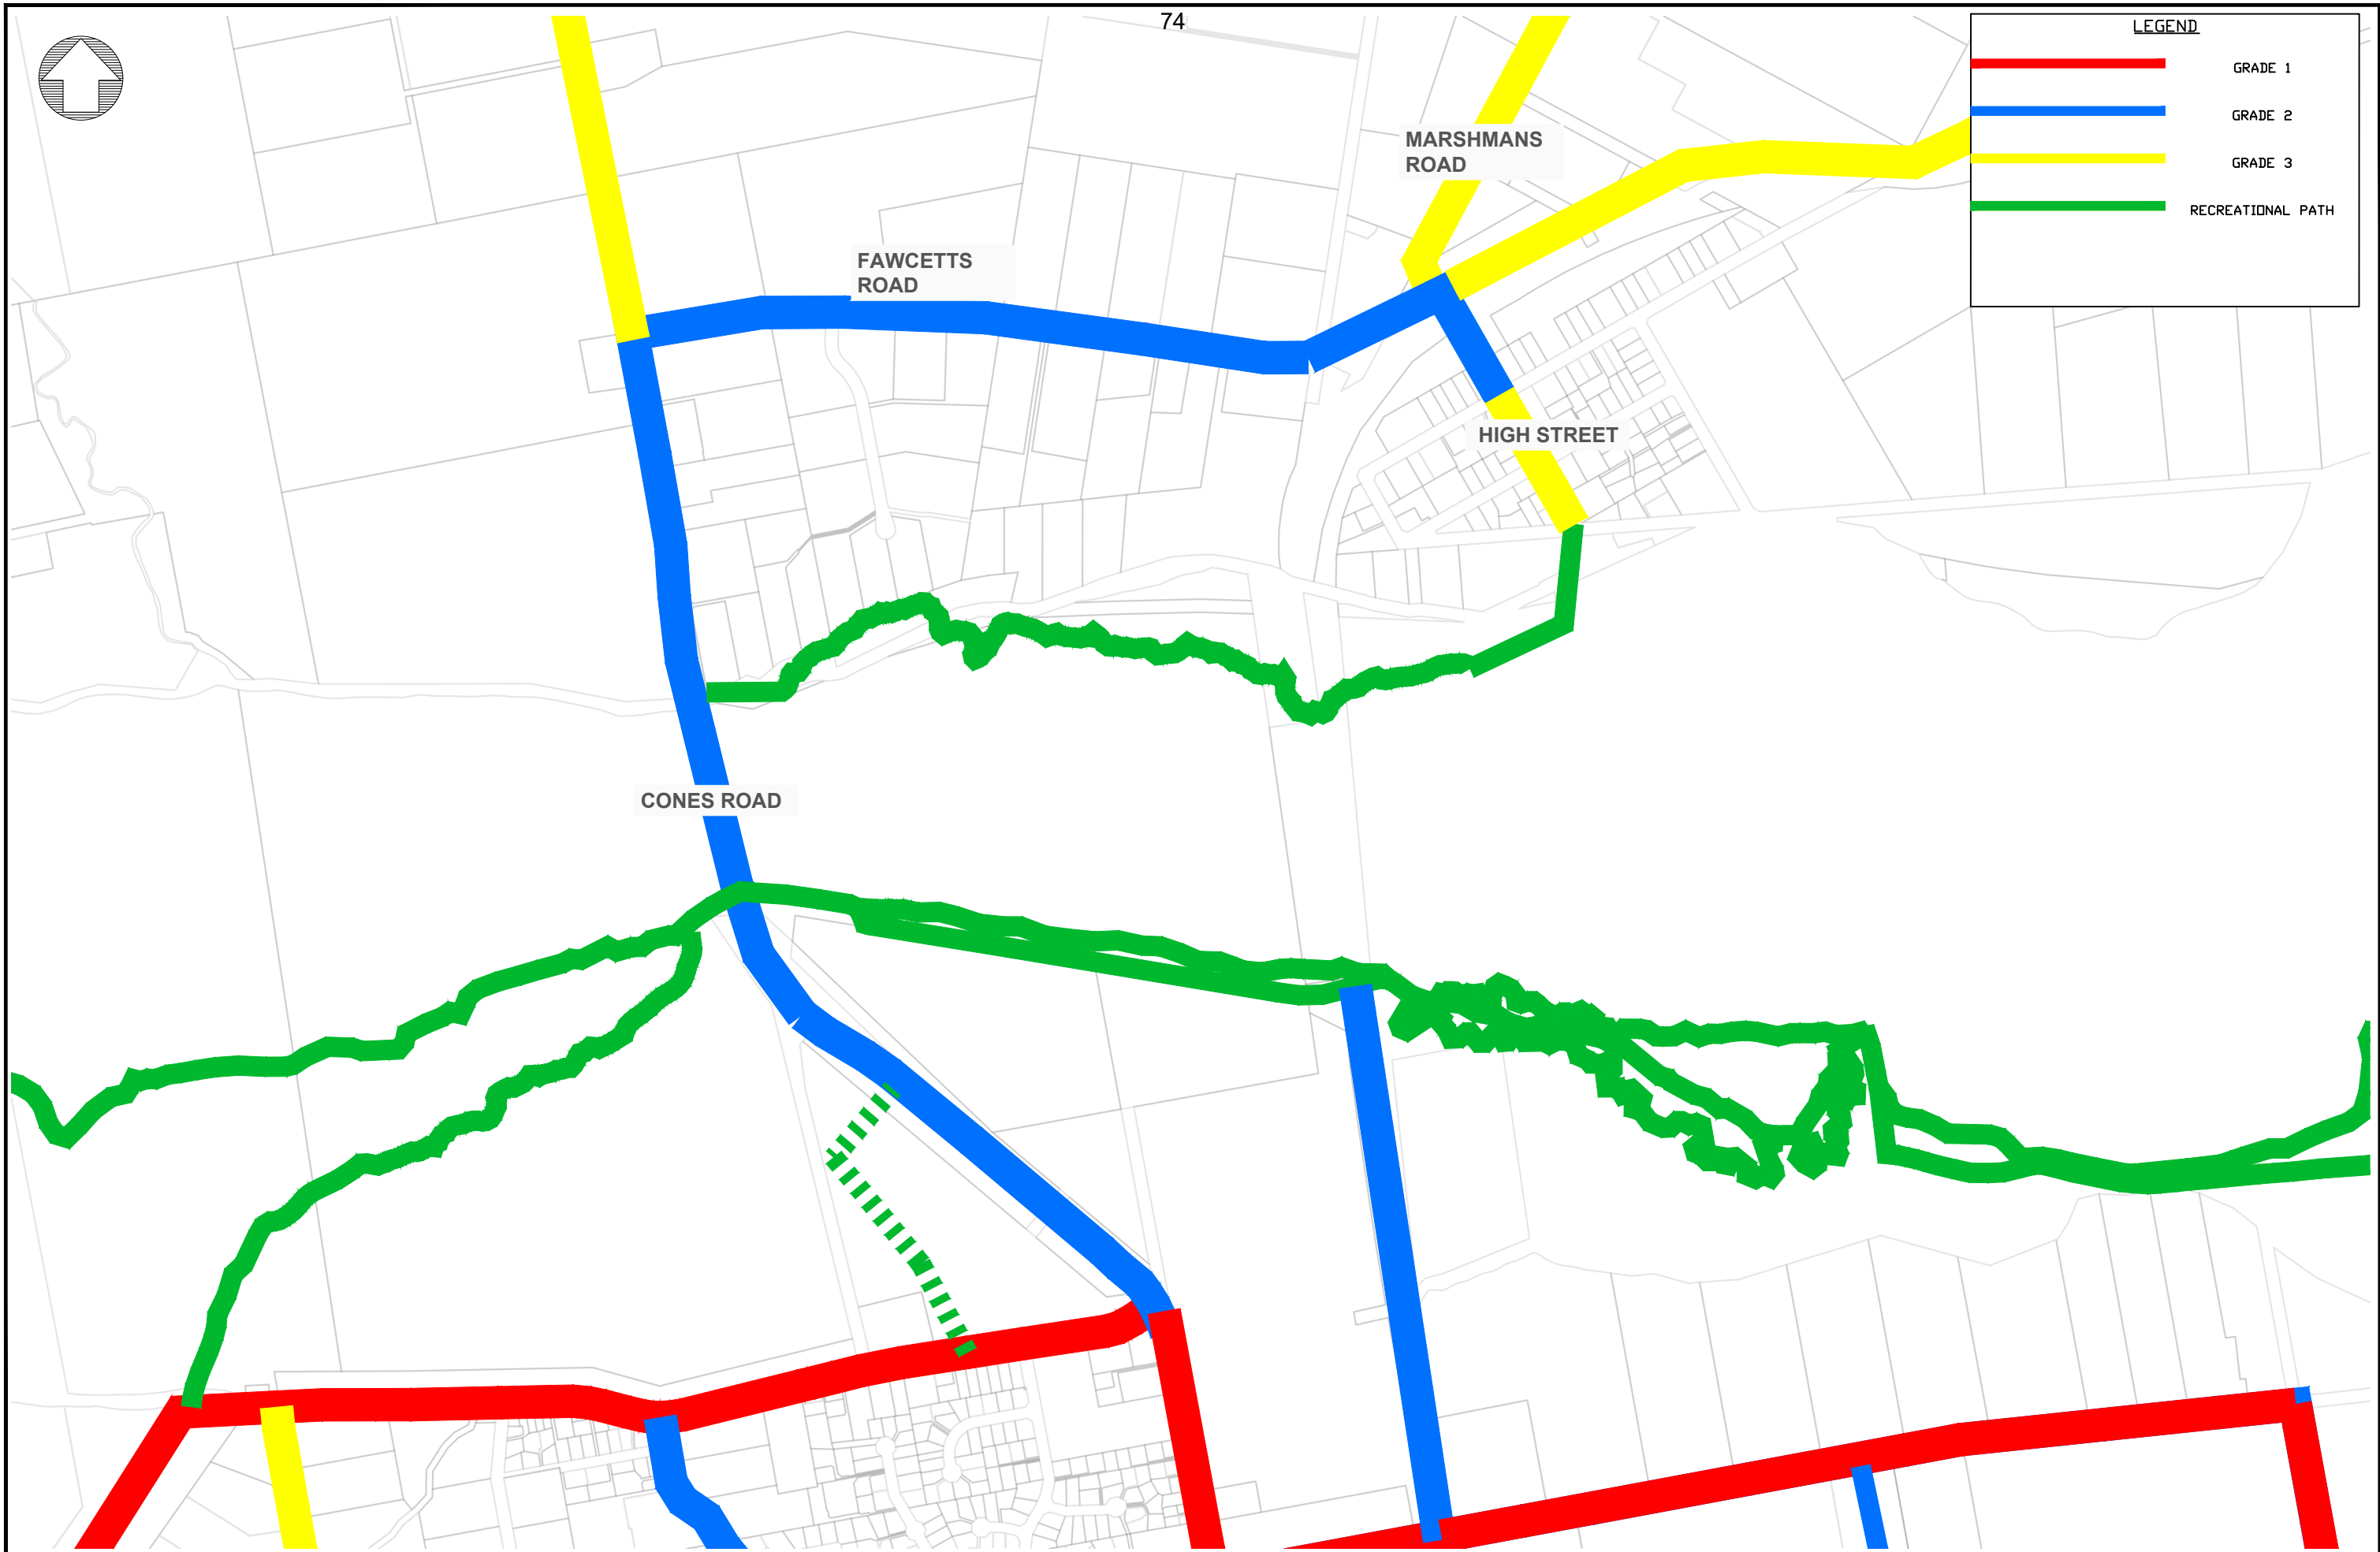 74
LEGEND
GRADE 1
GRADE 2
GRADE 3
RECREATIONAL PATH
MARSHMANS
ROAD
FAWCETTS
ROAD
HIGH STREET
CONES ROAD